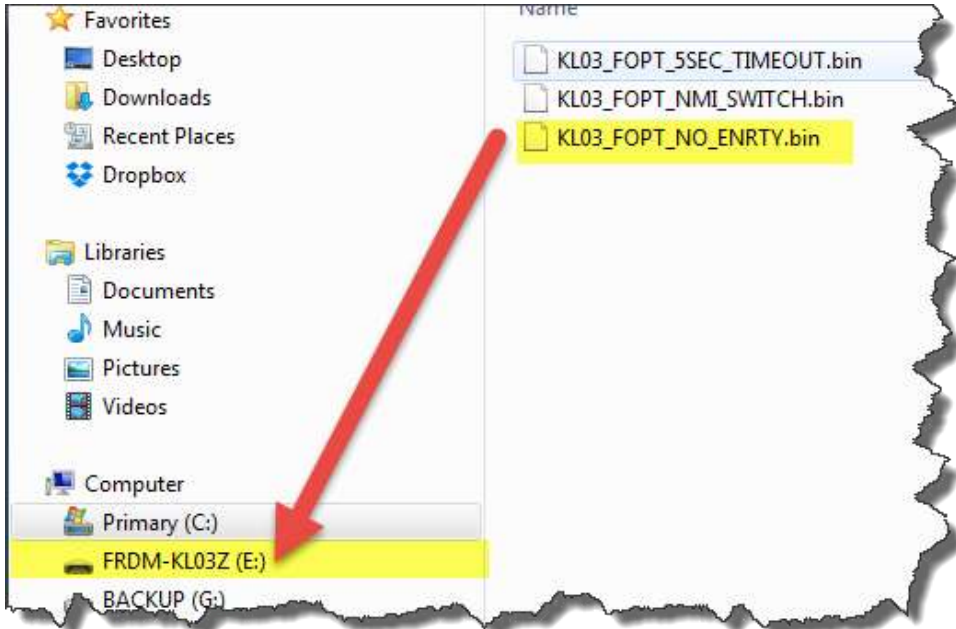 Favorites
Desktop
Downloads
Recent Places
Dropbox
Libraries
Documents
Music
Pictures
Videos
Computer
Primary (C:)
FRDM-KL03Z (E:)
BACKUP (G:)
Name
KL03_FOPT_5SEC_TIMEOUT.bin
KL03_FOPT_NMI_SWITCH.bin
KL03_FOPT_NO_ENRTY.bin